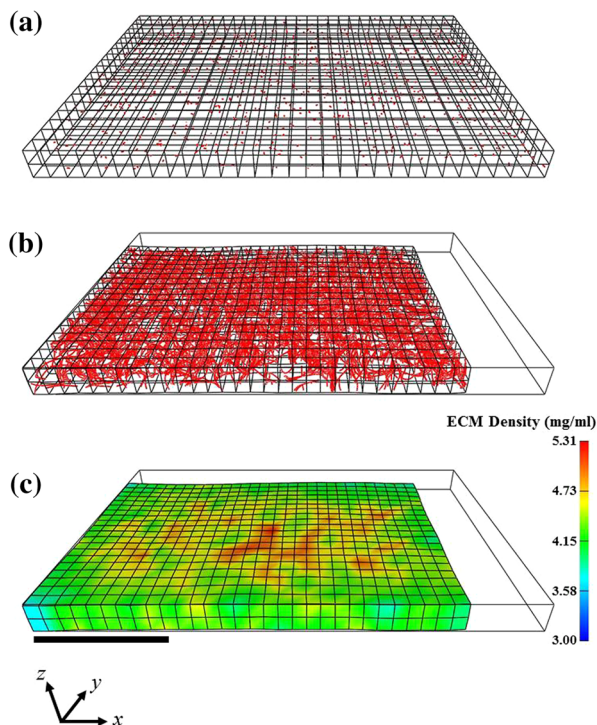 (a)
(b)
ECM Density (mg/ml)
5.31
4.73
4.15
3.58
3.00
(c)
z
y
x